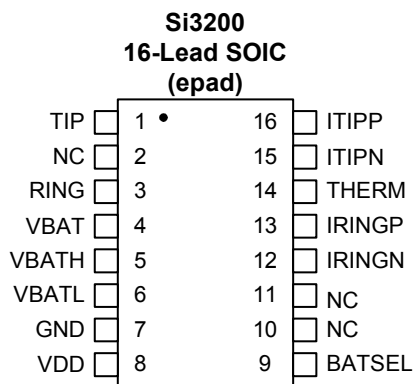 Si3200
16-Lead SOIC
(epad)
TIP 1 16 ITIPP
NC 2 15 ITIPN
RING 3 14 THERM
VBAT 4 13 IRINGP
VBATH 5 12 IRINGN
VBATL 6 11 NC
GND 7 10 NC
VDD 8 9 BATSEL